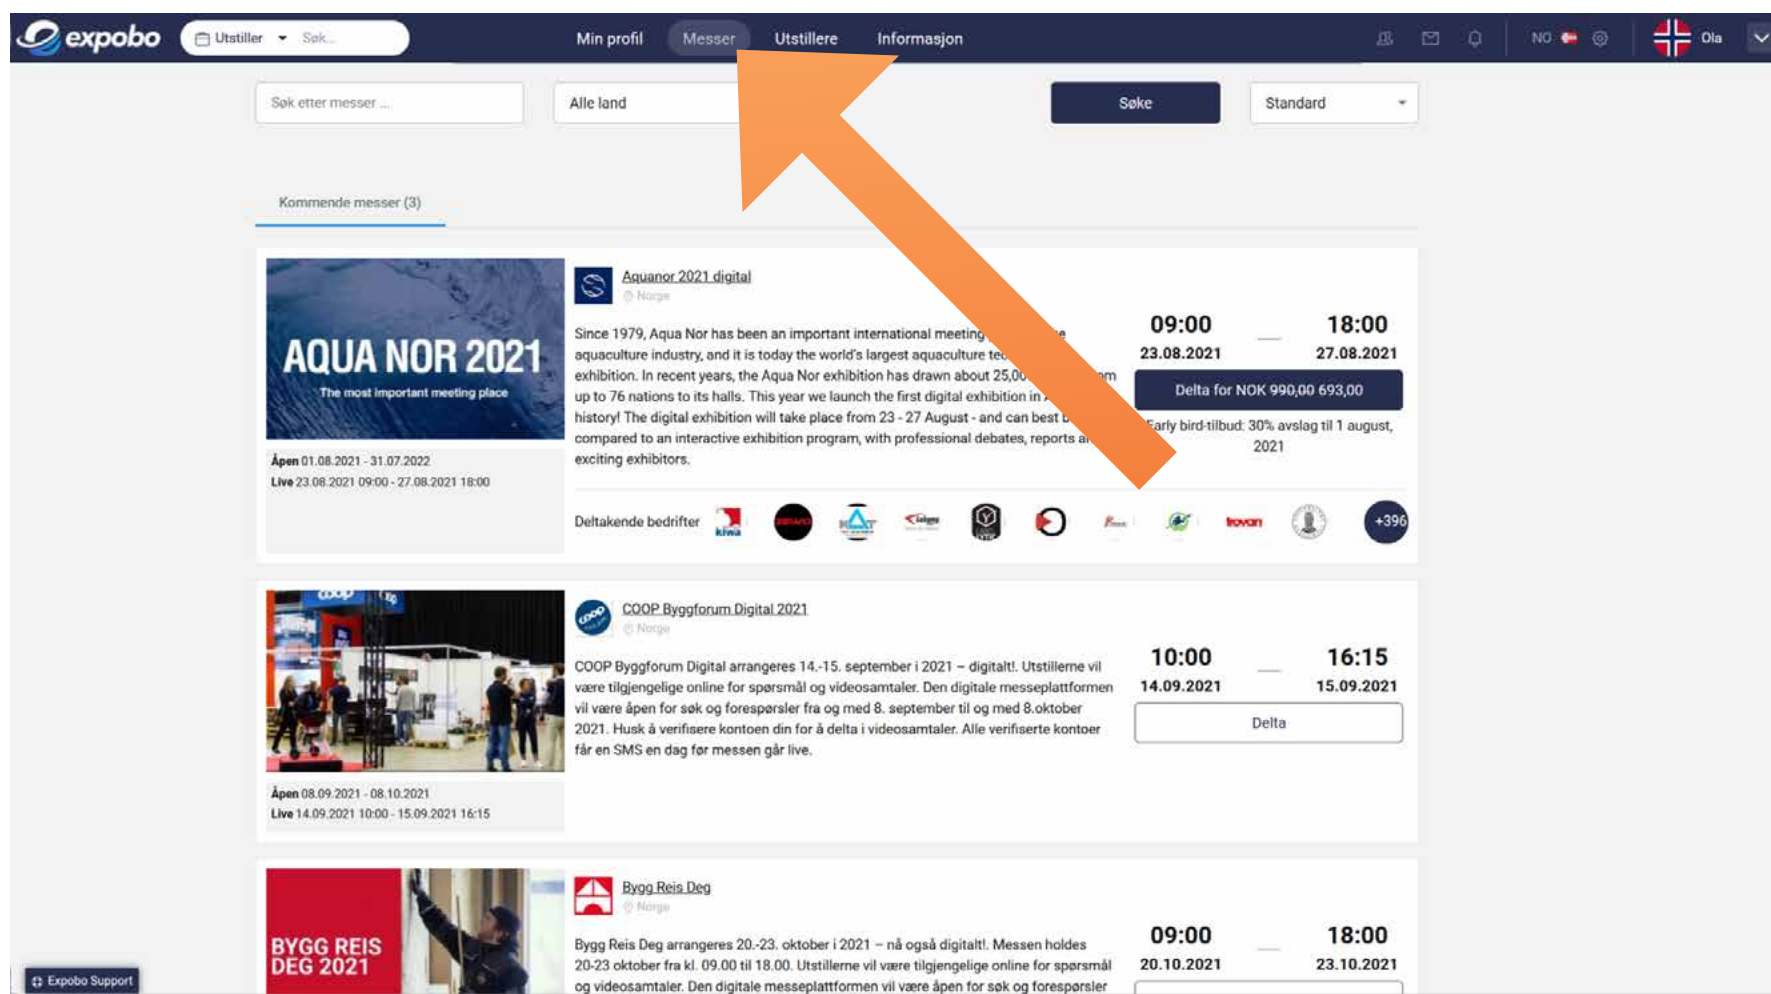 expobo
Utstiller
Søk...
Min profil
Messer
Utstillere
Informasjon
NO
Ola
Søk etter messer ...
Alle land
Søke
Standard
Kommende messer (3)
AQUA NOR 2021
The most important meeting place
Åpen 01.08.2021 - 31.07.2022
Live 23.08.2021 09:00 - 27.08.2021 18:00
Aquanor 2021 digital
Norge
Since 1979, Aqua Nor has been an important international meeting
aquaculture industry, and it is today the world's largest aquaculture
exhibition. In recent years, the Aqua Nor exhibition has drawn about
up to 76 nations to its halls. This year we launch the first digital exhibition in
history! The digital exhibition will take place from 23 - 27 August - and can best
compared to an interactive exhibition program, with professional debates, reports
exciting exhibitors.
09:00
18:00
23.08.2021
27.08.2021
Delta for NOK 990,00 693,00
Early bird-tilbud: 30% avslag til 1 august,
2021
Deltakende bedrifter
kiwa
trovan
+396
coop
COOP Byggforum Digital 2021
Norge
COOP Byggforum Digital arrangeres 14.-15. september i 2021 – digitalt!. Utstillerne vil
være tilgjengelige online for spørsmål og videosamtaler. Den digitale messeplattformen
vil være åpen for søk og forespørsler fra og med 8. september til og med 8.oktober
2021. Husk å verifisere kontoen din for å delta i videosamtaler. Alle verifiserte kontoer
får en SMS en dag før messen går live.
10:00
16:15
14.09.2021
15.09.2021
Delta
Åpen 08.09.2021 - 08.10.2021
Live 14.09.2021 10:00 - 15.09.2021 16:15
BYGG REIS
DEG 2021
Bygg Reis Deg
Norge
Bygg Reis Deg arrangeres 20.-23. oktober i 2021 – nå også digitalt!. Messen holdes
20-23 oktober fra kl. 09.00 til 18.00. Utstillerne vil være tilgjengelige online for spørsmål
og videosamtaler. Den digitale messeplattformen vil være åpen for søk og forespørsler
09:00
18:00
20.10.2021
23.10.2021
Expobo Support